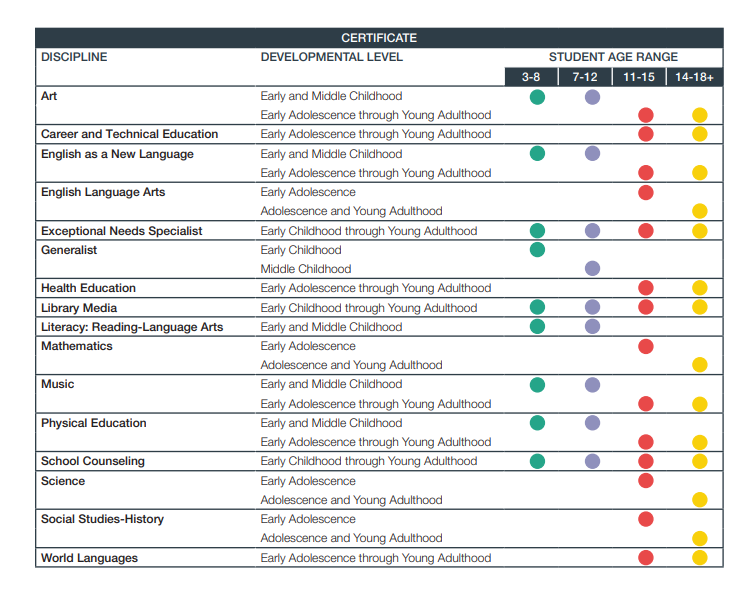 CERTIFICATE
DISCIPLINE DEVELOPMENTAL LEVEL STUDENT AGE RANGE
3-8 7-12 11-15 14-18+
Art Early and Middle Childhood
Early Adolescence through Young Adulthood
Career and Technical Education Early Adolescence through Young Adulthood
English as a New Language Early and Middle Childhood
Early Adolescence through Young Adulthood
English Language Arts Early Adolescence
Adolescence and Young Adulthood
Exceptional Needs Specialist Early Childhood through Young Adulthood
Generalist Early Childhood
Middle Childhood
Health Education Early Adolescence through Young Adulthood
Library Media Early Childhood through Young Adulthood
Literacy: Reading-Language Arts Early and Middle Childhood
Mathematics Early Adolescence
Adolescence and Young Adulthood
Music Early and Middle Childhood
Early Adolescence through Young Adulthood
Physical Education Early and Middle Childhood
Early Adolescence through Young Adulthood
School Counseling Early Childhood through Young Adulthood
Science Early Adolescence
Adolescence and Young Adulthood
Social Studies-History Early Adolescence
Adolescence and Young Adulthood
World Languages Early Adolescence through Young Adulthood